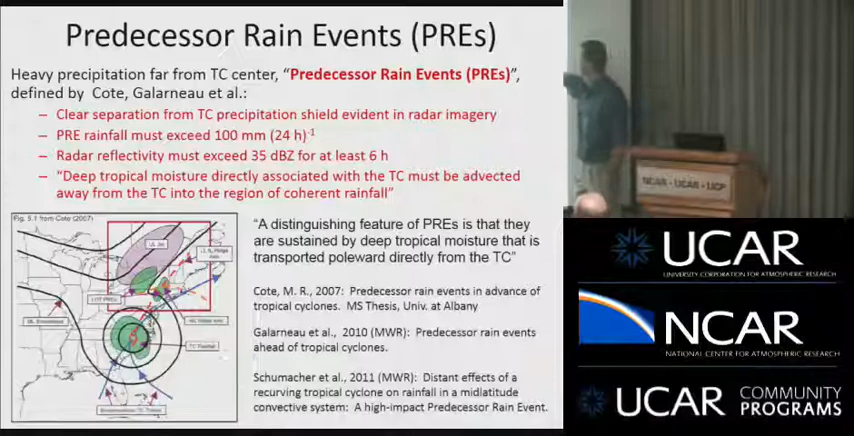 Predecessor Rain Events (PREs)
Heavy precipitation far from TC center, “Predecessor Rain Events (PREs)”,
defined by Cote, Galarneau et al.:
– Clear separation from TC precipitation shield evident in radar imagery
– PRE rainfall must exceed 100 mm (24 h)-1
– Radar reflectivity must exceed 35 dBZ for at least 6 h
– “Deep tropical moisture directly associated with the TC must be advected
away from the TC into the region of coherent rainfall”
Fig. 5.1 from Cote (2007)
UL Jet
TC Rainfall
“A distinguishing feature of PREs is that they
are sustained by deep tropical moisture that is
transported poleward directly from the TC”
Cote, M. R., 2007: Predecessor rain events in advance of
tropical cyclones. MS Thesis, Univ. at Albany
Galarneau et al., 2010 (MWR): Predecessor rain events
ahead of tropical cyclones.
Schumacher et al., 2011 (MWR): Distant effects of a
recurving tropical cyclone on rainfall in a midlatitude
convective system: A high-impact Predecessor Rain Event.
NCAR - UCAR - UCP
UCAR
UNIVERSITY CORPORATION FOR ATMOSPHERIC RESEARCH
NCAR
NATIONAL CENTER FOR ATMOSPHERIC RESEARCH
UCAR COMMUNITY
PROGRAMS